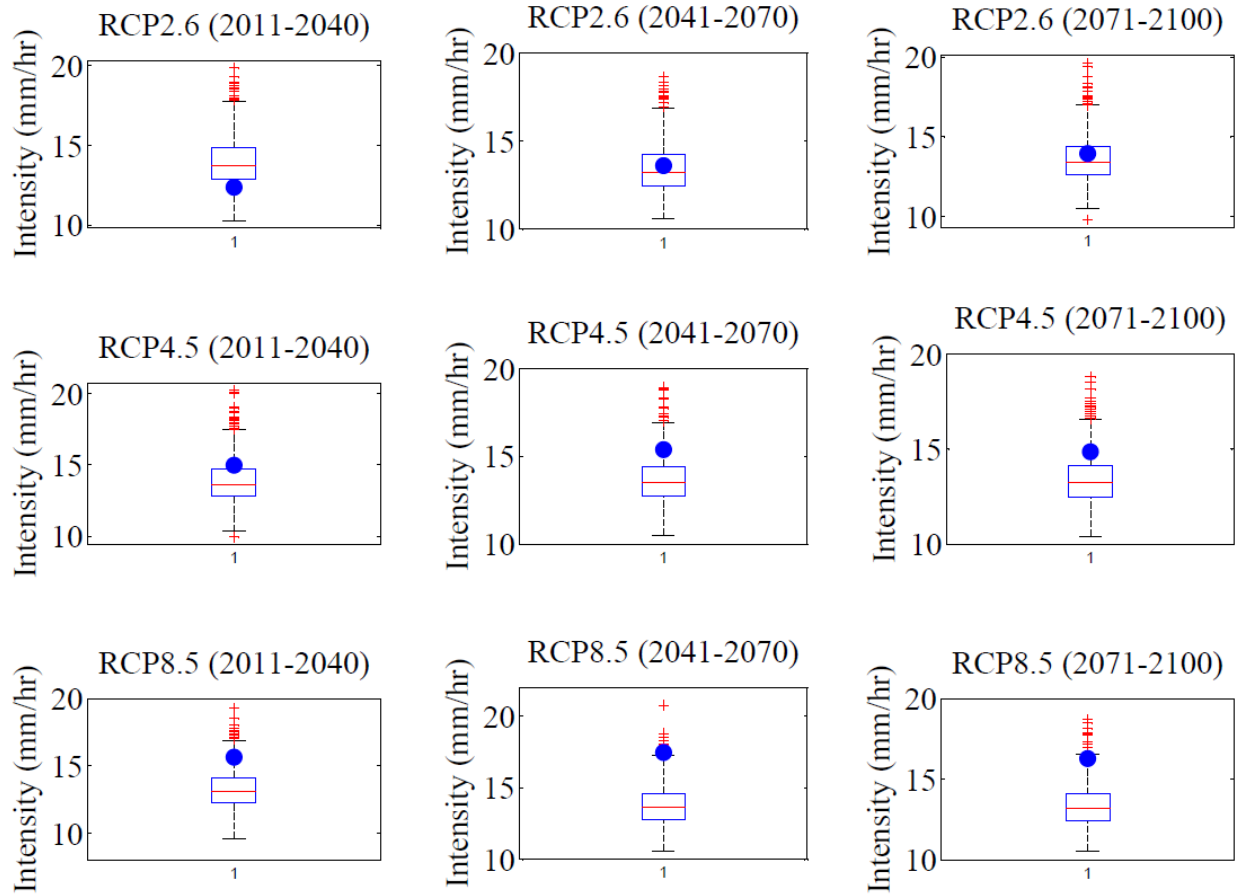 RCP2.6 (2011-2040)
Intensity (mm/hr)
20
15
10
1
RCP2.6 (2041-2070)
Intensity (mm/hr)
20
15
10
1
RCP2.6 (2071-2100)
Intensity (mm/hr)
20
15
10
1
RCP4.5 (2011-2040)
Intensity (mm/hr)
20
15
10
1
RCP4.5 (2041-2070)
Intensity (mm/hr)
20
15
10
1
RCP4.5 (2071-2100)
Intensity (mm/hr)
20
15
10
1
RCP8.5 (2011-2040)
Intensity (mm/hr)
20
15
10
1
RCP8.5 (2041-2070)
Intensity (mm/hr)
20
15
10
1
RCP8.5 (2071-2100)
Intensity (mm/hr)
20
15
10
1